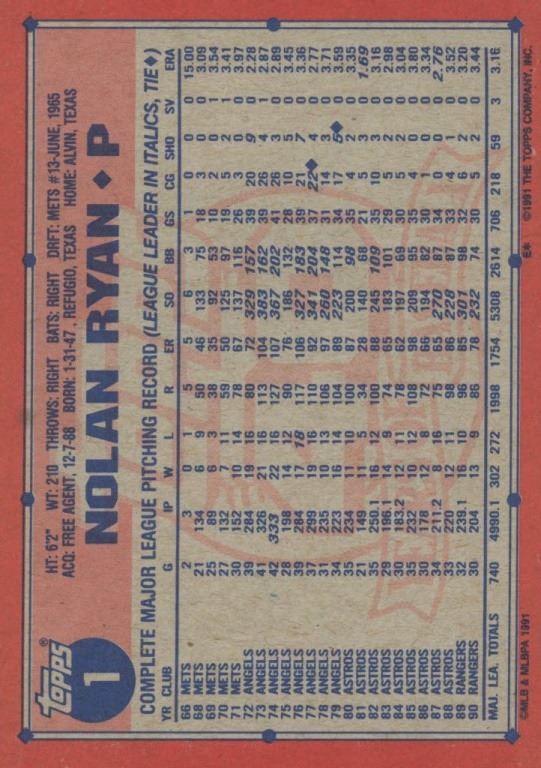 Topps®
1
HT: 6'2" WT: 210 THROWS: RIGHT BATS: RIGHT DRFT: METS #13-JUNE, 1965
ACQ: FREE AGENT, 12-7-88 BORN: 1-31-47, REFUGIO, TEXAS HOME: ALVIN, TEXAS
NOLAN RYAN ♦ P
COMPLETE MAJOR LEAGUE PITCHING RECORD (LEAGUE LEADER IN ITALICS, TIE♦)
YR CLUB G IP W L R ER SO BB GS CG SHO SV ERA
66 METS 2 3 0 1 5 5 6 3 1 0 0 0 15.00
68 METS 21 134 6 9 50 46 133 75 18 3 0 0 3.09
69 METS 25 89 6 3 38 35 92 53 10 2 0 1 3.54
70 METS 27 132 7 11 59 50 125 97 19 5 2 1 3.41
71 METS 30 152 10 14 78 67 137 116 26 3 0 0 3.97
72 ANGELS 39 284 19 16 80 72 329 157 39 20 9 0 2.28
73 ANGELS 41 326 21 16 113 104 383 162 39 26 4 1 2.87
74 ANGELS 42 333 22 16 127 107 367 202 41 26 3 0 2.89
75 ANGELS 28 198 14 12 90 76 186 132 28 10 5 0 3.45
76 ANGELS 39 284 17 18 117 106 327 183 39 21 7 0 3.36
77 ANGELS 37 299 19 16 110 92 341 204 37 22♦ 4 0 2.77
78 ANGELS 31 235 10 13 106 97 260 148 31 14 3 0 3.71
79 ANGELS 34 223 16 14 104 89 223 114 34 17 5♦ 0 3.59
80 ASTROS 35 234 11 10 100 87 200 98 35 4 2 0 3.35
81 ASTROS 21 149 11 5 34 28 140 68 21 5 3 0 1.69
82 ASTROS 35 250.1 16 12 100 88 245 109 35 10 3 0 3.16
83 ASTROS 29 196.1 14 9 74 65 183 101 29 5 2 0 2.98
84 ASTROS 30 183.2 12 11 78 62 197 69 30 5 2 0 3.04
85 ASTROS 35 232 10 12 108 98 209 95 35 4 0 0 3.80
86 ASTROS 30 178 12 8 72 66 194 82 30 1 0 0 3.34
87 ASTROS 34 211.2 8 16 75 65 270 87 34 0 0 0 2.76
88 ASTROS 33 220 12 11 98 86 228 87 33 4 1 0 3.52
89 RANGERS 32 239.1 16 10 96 85 301 98 32 6 2 0 3.20
90 RANGERS 30 204 13 9 86 78 232 74 30 5 2 0 3.44
MAJ. LEA. TOTALS 740 4990.1 302 272 1998 1754 5308 2614 706 218 59 3 3.16
©MLB & MLBPA 1991 E* ©1991 THE TOPPS COMPANY, INC.